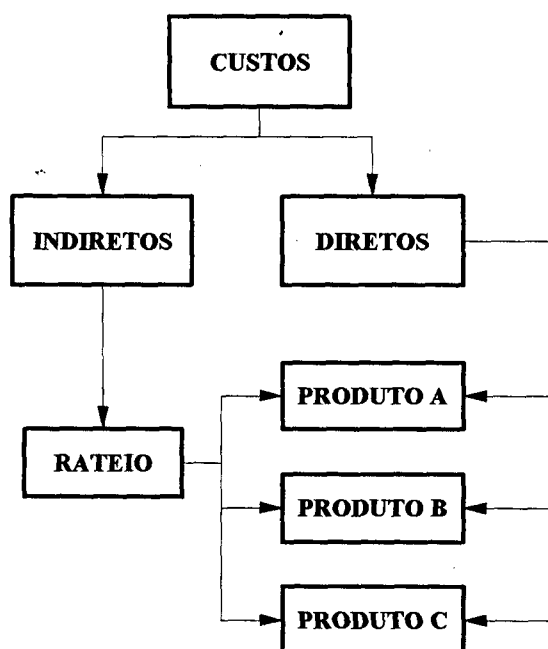 CUSTOS
INDIRETOS
DIRETOS
PRODUTO A
RATEIO
PRODUTO B
PRODUTO C